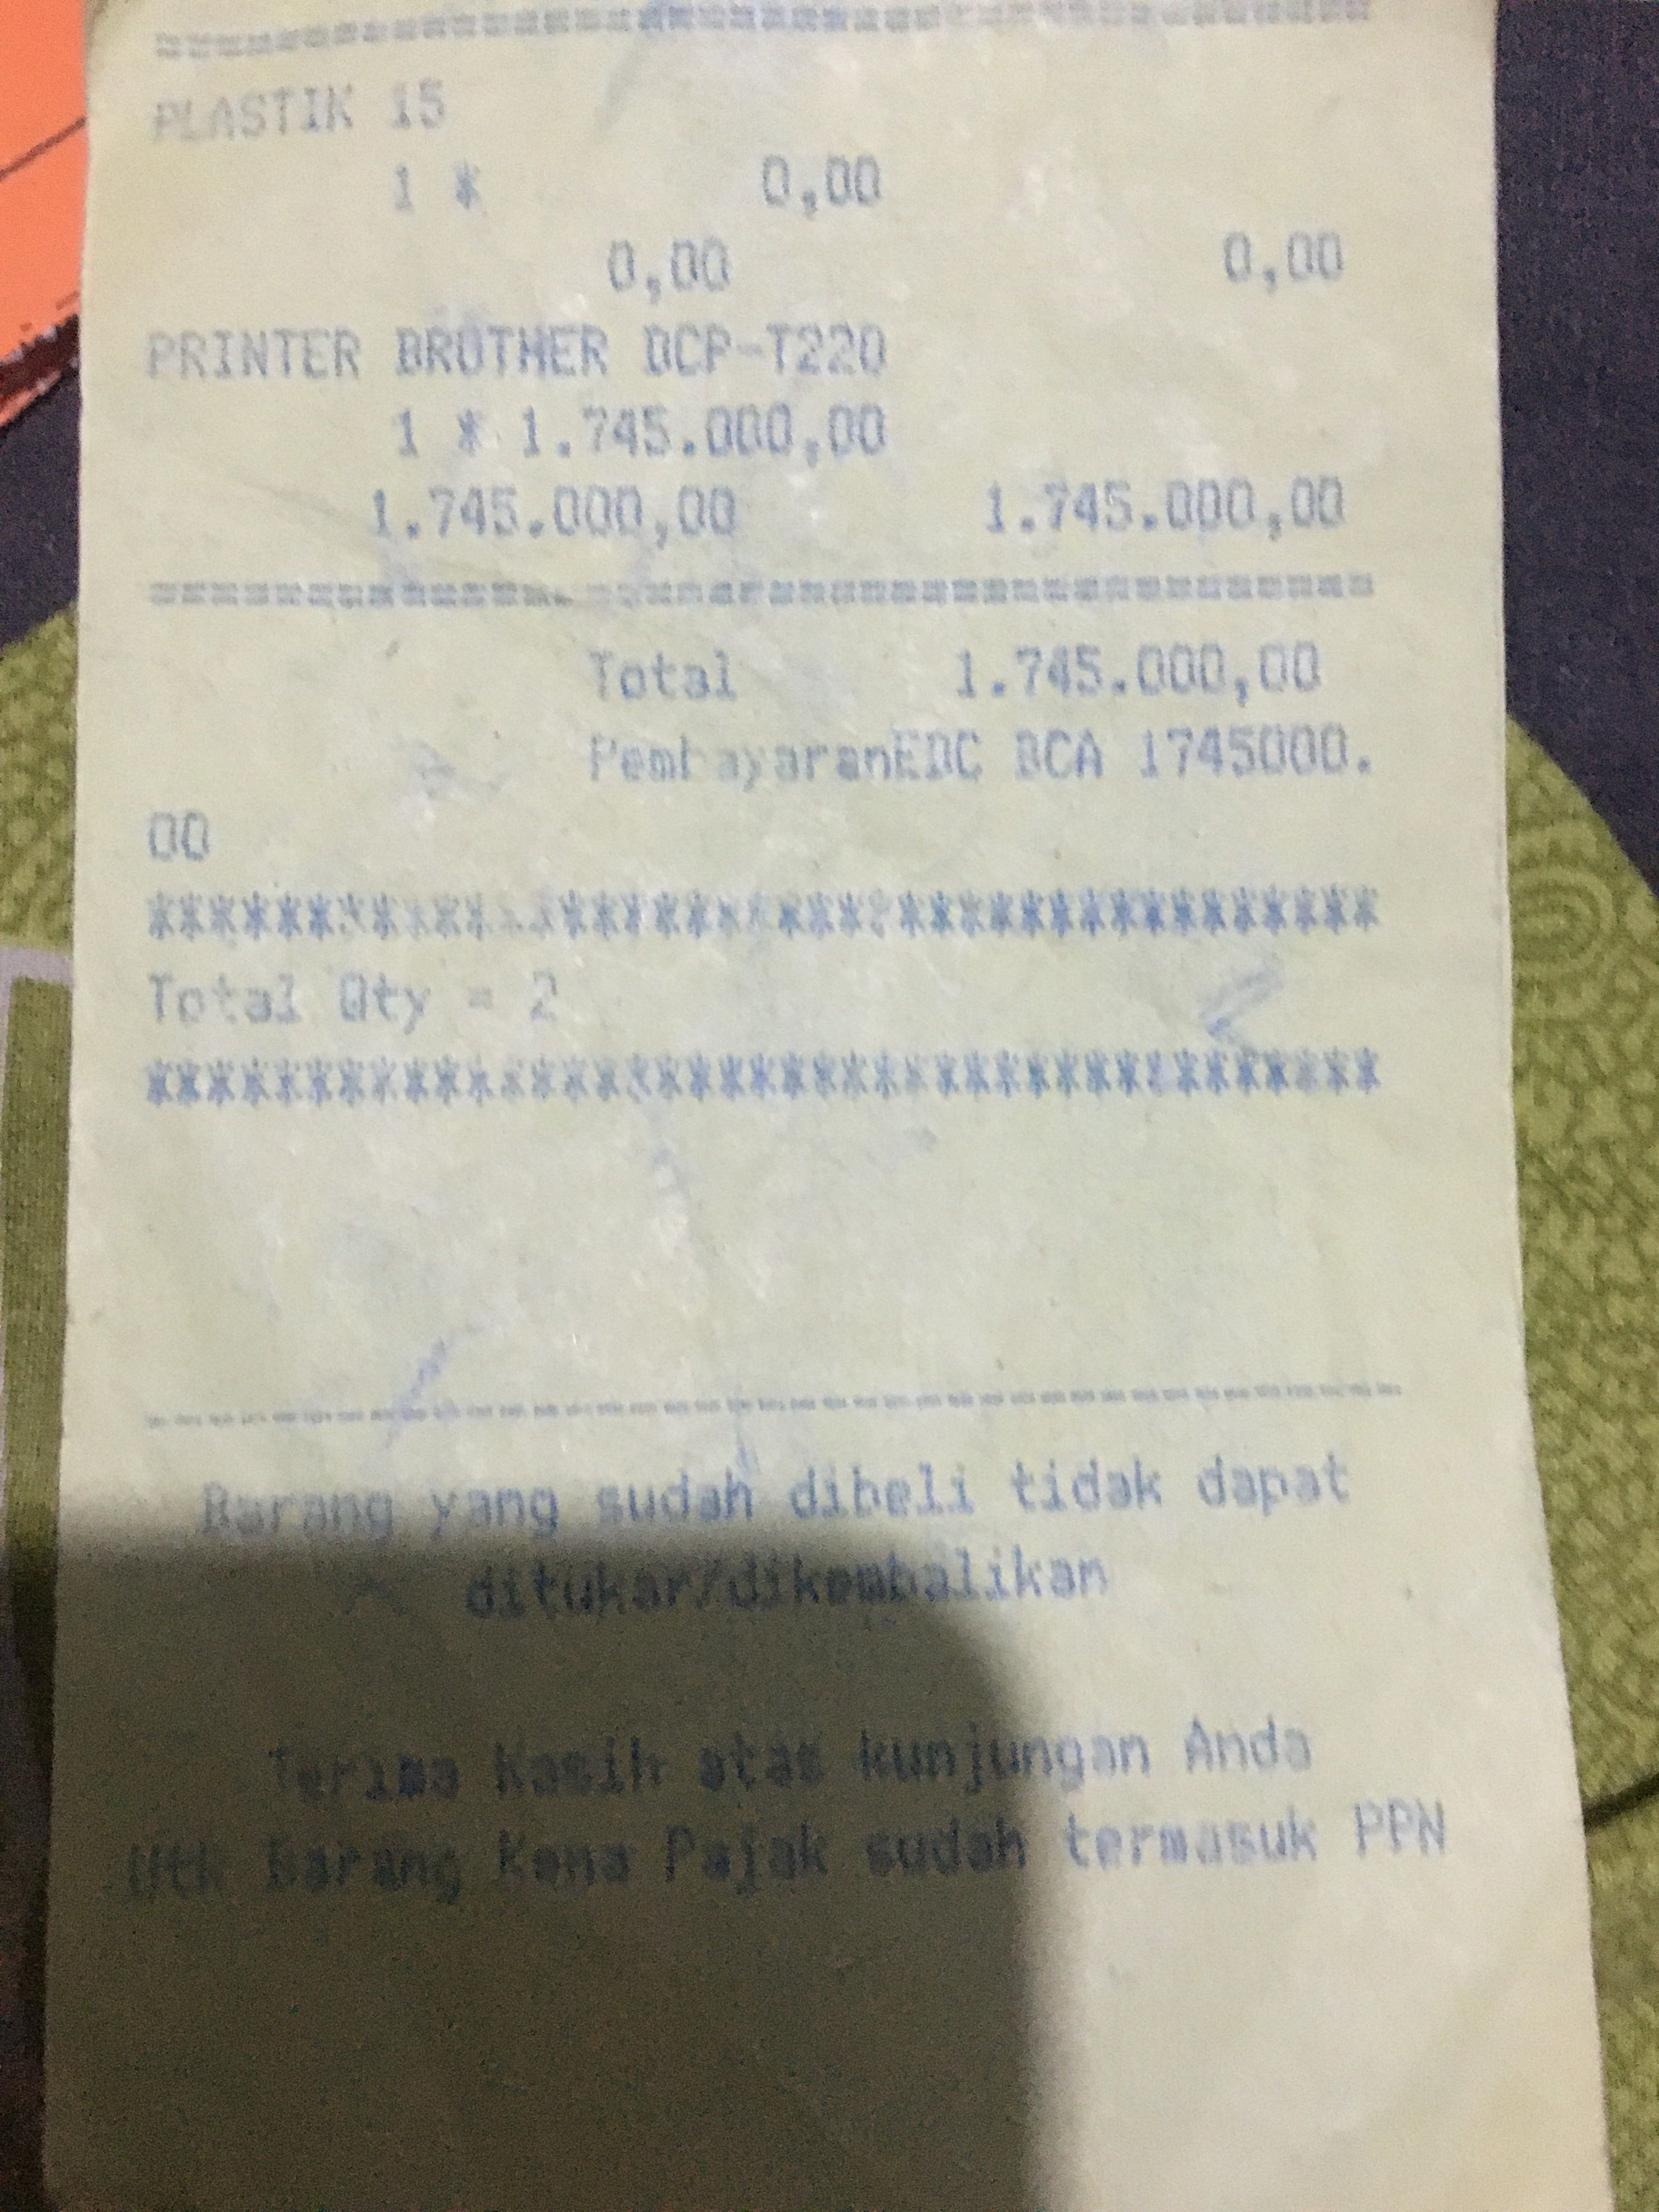 ================================
PLASTIK 15
1 * 0,00
0,00 0,00
PRINTER BROTHER DCP-T220
1 * 1.745.000,00
1.745.000,00 1.745.000,00
========================================
Total 1.745.000,00
PembayaranEDC BCA 1745000.
00
****************************************
Total Qty = 2
****************************************
----------------------------------------
Barang yang sudah dibeli tidak dapat
ditukar/dikembalikan
Terima Kasih atas kunjungan Anda
Utk Barang Kena Pajak sudah termasuk PPN